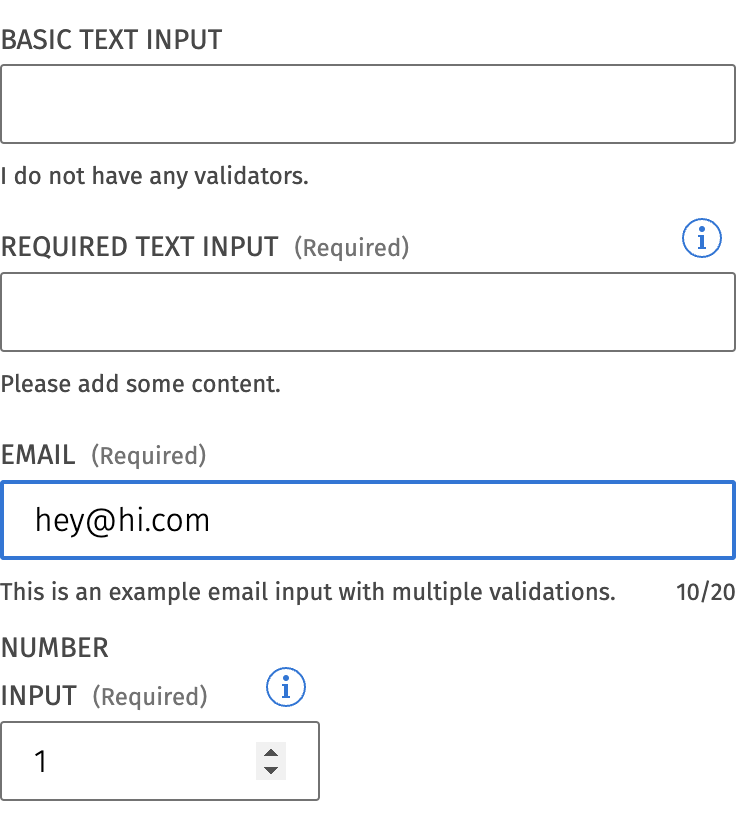 BASIC TEXT INPUT
I do not have any validators.
REQUIRED TEXT INPUT (Required) i
Please add some content.
EMAIL (Required)
hey@hi.com
This is an example email input with multiple validations. 10/20
NUMBER
INPUT (Required) i
1